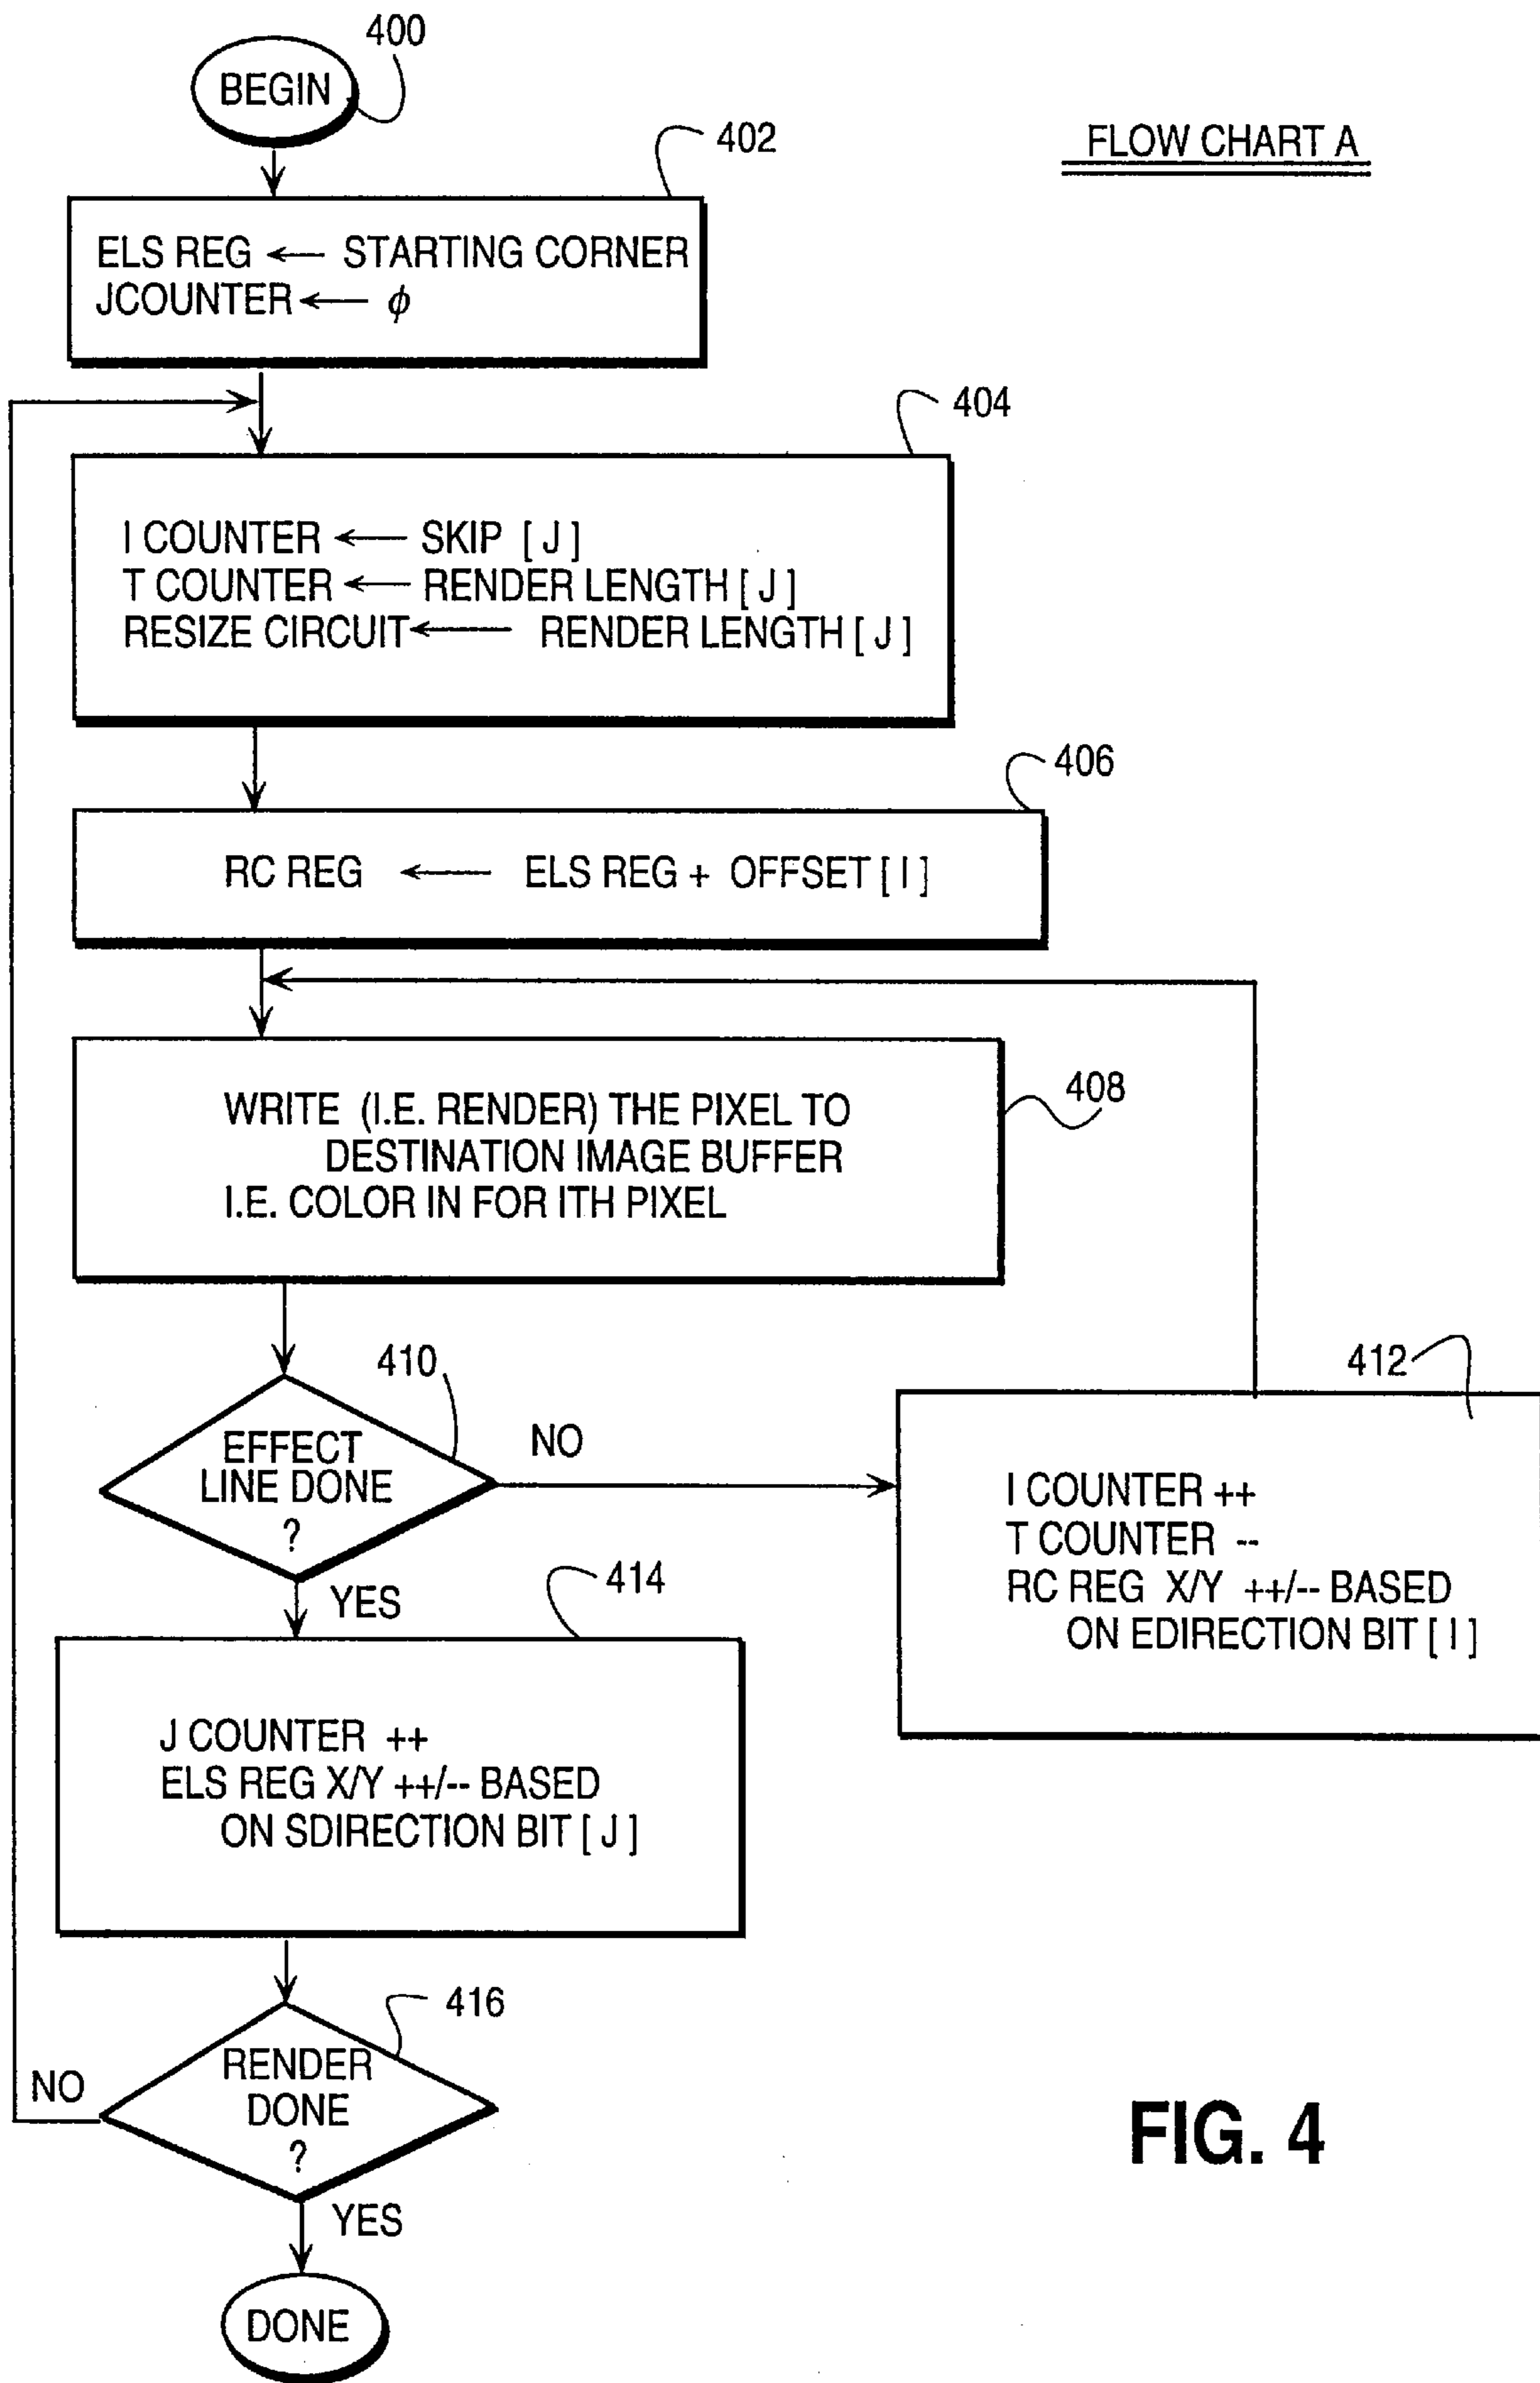 400
BEGIN
FLOW CHART A
402
ELS REG ← STARTING CORNER
JCOUNTER ← ϕ
404
I COUNTER ← SKIP [ J ]
T COUNTER ← RENDER LENGTH [ J ]
RESIZE CIRCUIT ← RENDER LENGTH [ J ]
406
RC REG ← ELS REG + OFFSET [ I ]
408
WRITE (I.E. RENDER) THE PIXEL TO
DESTINATION IMAGE BUFFER
I.E. COLOR IN FOR ITH PIXEL
410
EFFECT
LINE DONE
?
NO
YES
412
I COUNTER ++
T COUNTER --
RC REG X/Y ++/-- BASED
ON EDIRECTION BIT [ I ]
414
J COUNTER ++
ELS REG X/Y ++/-- BASED
ON SDIRECTION BIT [ J ]
416
RENDER
DONE
?
NO
YES
DONE
FIG. 4